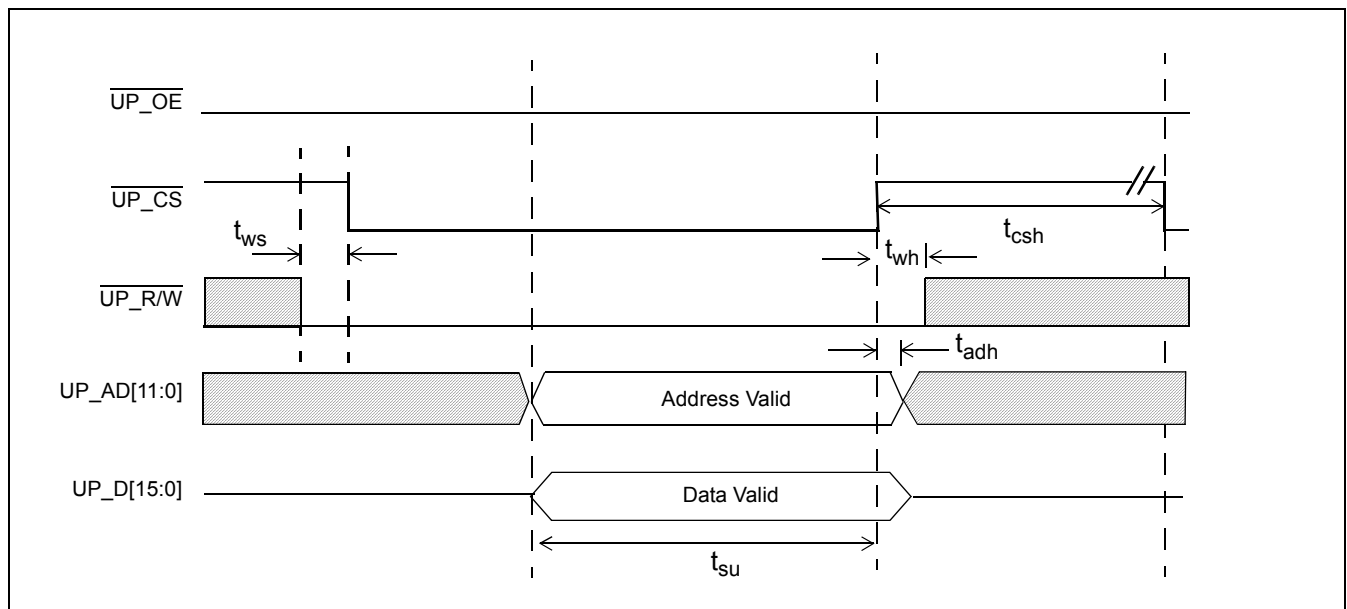 UP_OE
UP_CS
t_ws
t_csh
t_wh
UP_R/W
t_adh
UP_AD[11:0]
Address Valid
UP_D[15:0]
Data Valid
t_su